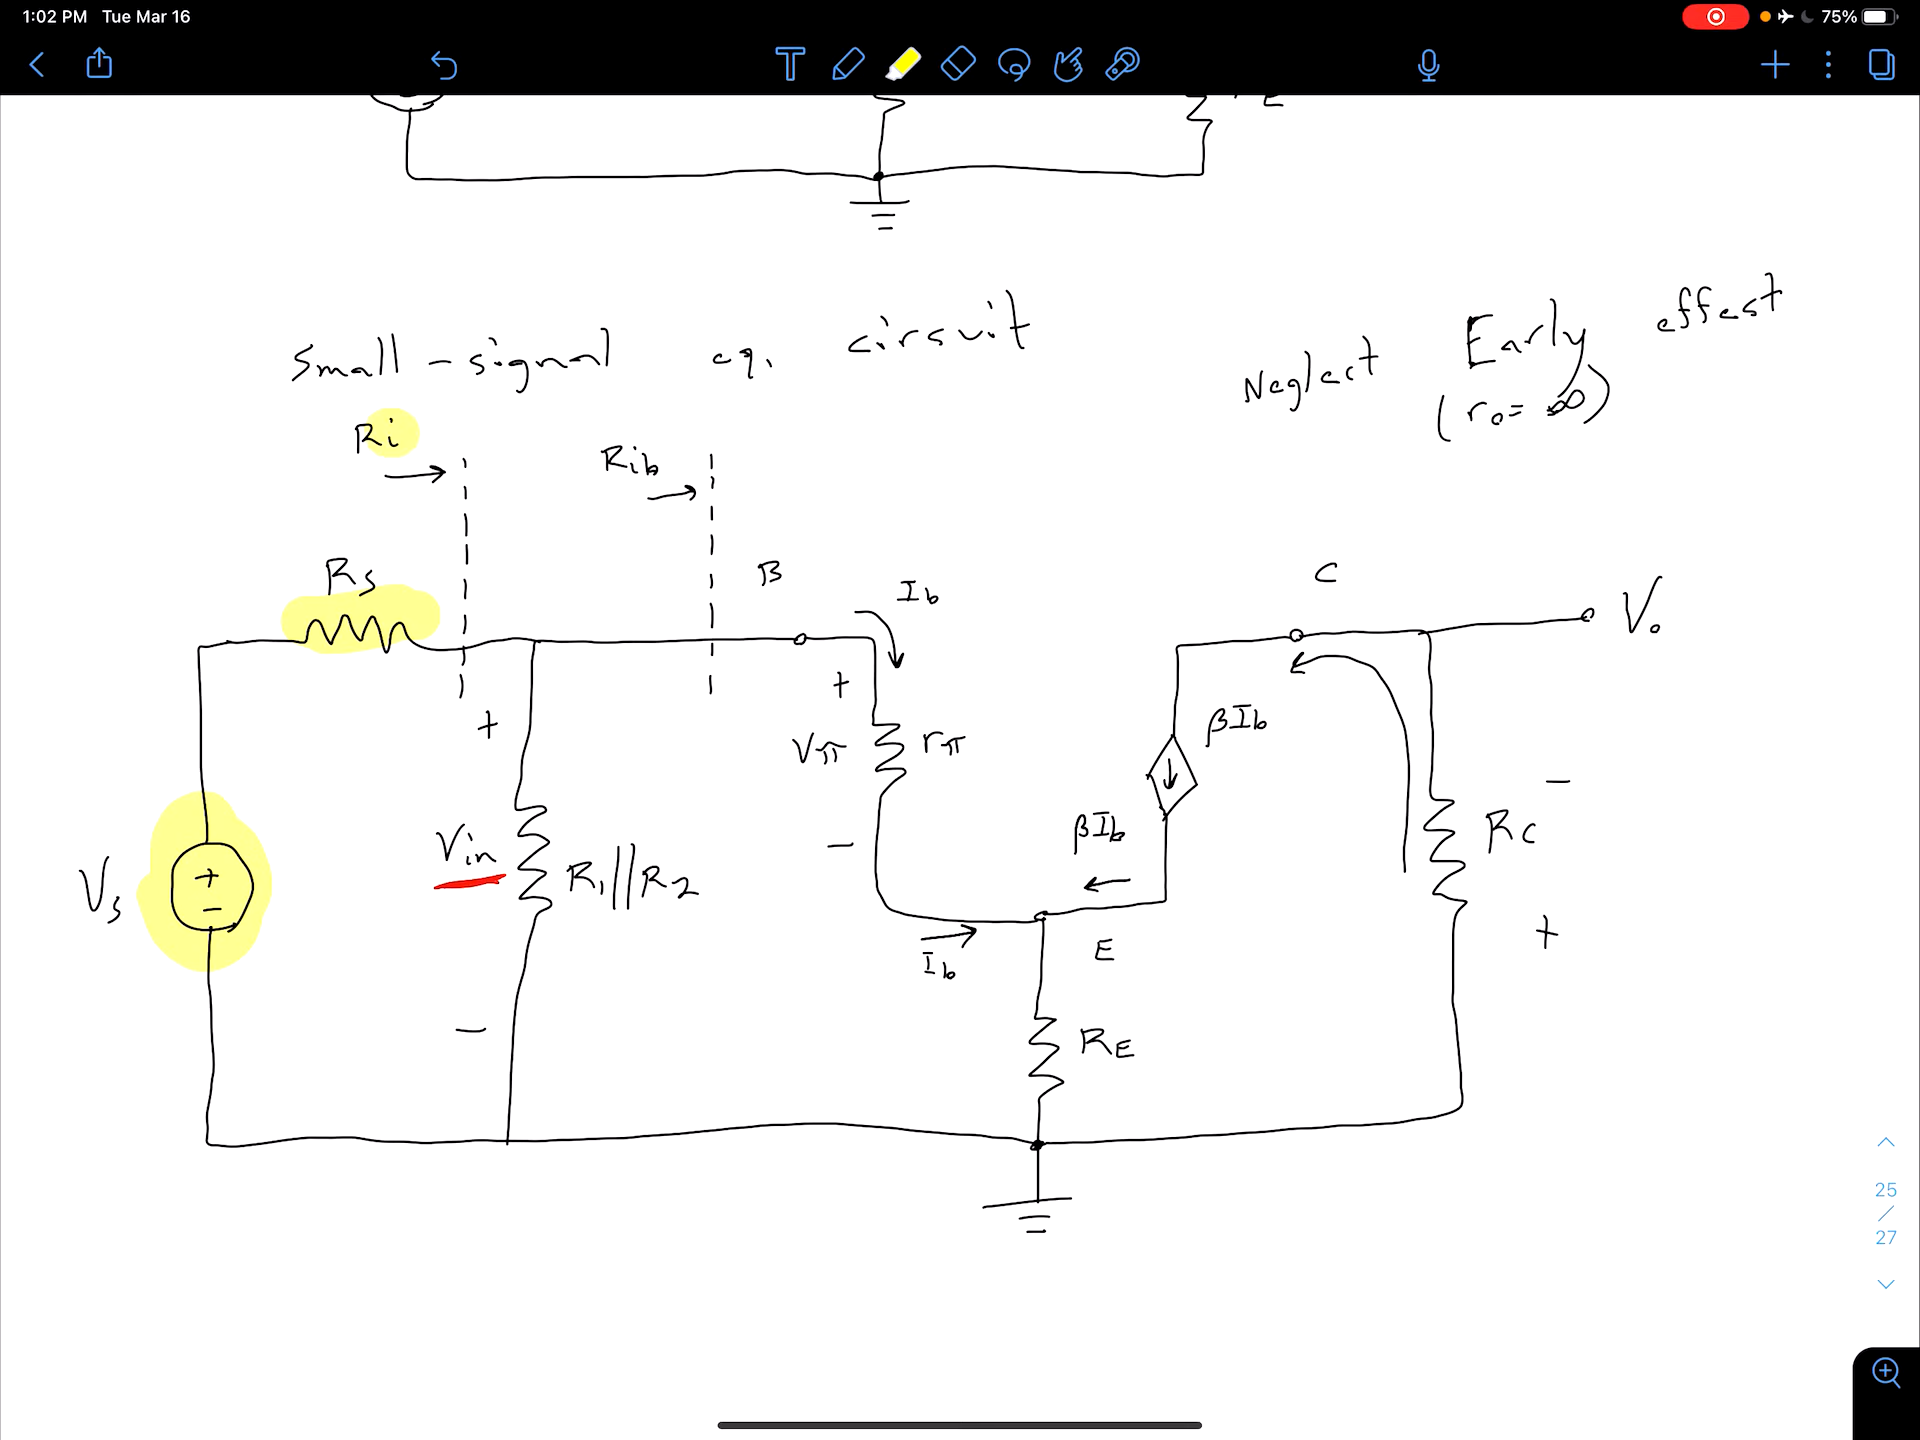 1:02 PM Tue Mar 16
75%
T
E
Small-signal eq. circuit
Neglect Early effect
(ro = ∞)
Ri
Rib
Rs
B
Ib
C
Vo
+
+
Vπ
rπ
βIb
−
Vs
+
−
Vin
R1||R2
−
βIb
RC
+
Ib
E
−
RE
25
/
27